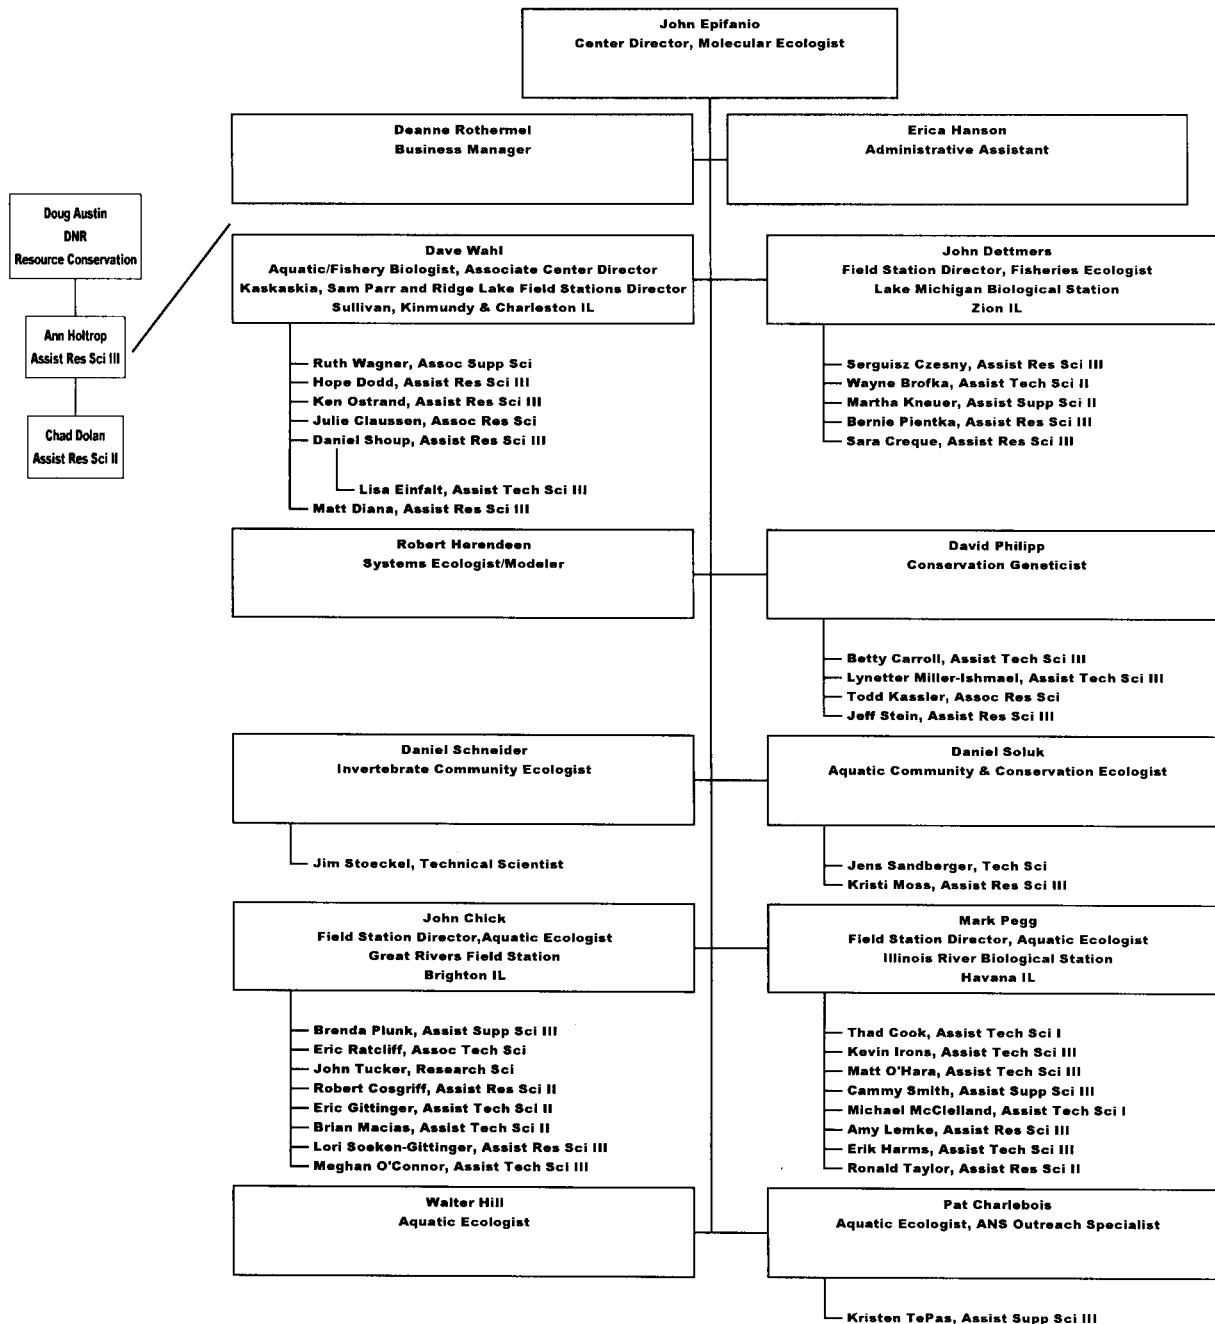 John Epifanio
Center Director, Molecular Ecologist
Deanne Rothermel
Business Manager
Erica Hanson
Administrative Assistant
Doug Austin
DNR
Resource Conservation
Ann Holtrop
Assist Res Sci III
Chad Dolan
Assist Res Sci II
Dave Wahl
Aquatic/Fishery Biologist, Associate Center Director
Kaskaskia, Sam Parr and Ridge Lake Field Stations Director
Sullivan, Kinmundy & Charleston IL
Ruth Wagner, Assoc Supp Sci
Hope Dodd, Assist Res Sci III
Ken Ostrand, Assist Res Sci III
Julie Claussen, Assoc Res Sci
Daniel Shoup, Assist Res Sci III
Lisa Einfalt, Assist Tech Sci III
Matt Diana, Assist Res Sci III
John Dettmers
Field Station Director, Fisheries Ecologist
Lake Michigan Biological Station
Zion IL
Serguisz Czesny, Assist Res Sci III
Wayne Brofka, Assist Tech Sci II
Martha Kneuer, Assist Supp Sci II
Bernie Pientka, Assist Res Sci III
Sara Creque, Assist Res Sci III
Robert Herendeen
Systems Ecologist/Modeler
David Philipp
Conservation Geneticist
Betty Carroll, Assist Tech Sci III
Lynetter Miller-Ishmael, Assist Tech Sci III
Todd Kassler, Assoc Res Sci
Jeff Stein, Assist Res Sci III
Daniel Schneider
Invertebrate Community Ecologist
Jim Stoeckel, Technical Scientist
Daniel Soluk
Aquatic Community & Conservation Ecologist
Jens Sandberger, Tech Sci
Kristi Moss, Assist Res Sci III
John Chick
Field Station Director,Aquatic Ecologist
Great Rivers Field Station
Brighton IL
Brenda Plunk, Assist Supp Sci III
Eric Ratcliff, Assoc Tech Sci
John Tucker, Research Sci
Robert Cosgriff, Assist Res Sci II
Eric Gittinger, Assist Tech Sci II
Brian Macias, Assist Tech Sci II
Lori Soeken-Gittinger, Assist Res Sci III
Meghan O'Connor, Assist Tech Sci III
Mark Pegg
Field Station Director, Aquatic Ecologist
Illinois River Biological Station
Havana IL
Thad Cook, Assist Tech Sci I
Kevin Irons, Assist Tech Sci III
Matt O'Hara, Assist Tech Sci III
Cammy Smith, Assist Supp Sci III
Michael McClelland, Assist Tech Sci I
Amy Lemke, Assist Res Sci III
Erik Harms, Assist Tech Sci III
Ronald Taylor, Assist Res Sci II
Walter Hill
Aquatic Ecologist
Pat Charlebois
Aquatic Ecologist, ANS Outreach Specialist
Kristen TePas, Assist Supp Sci III